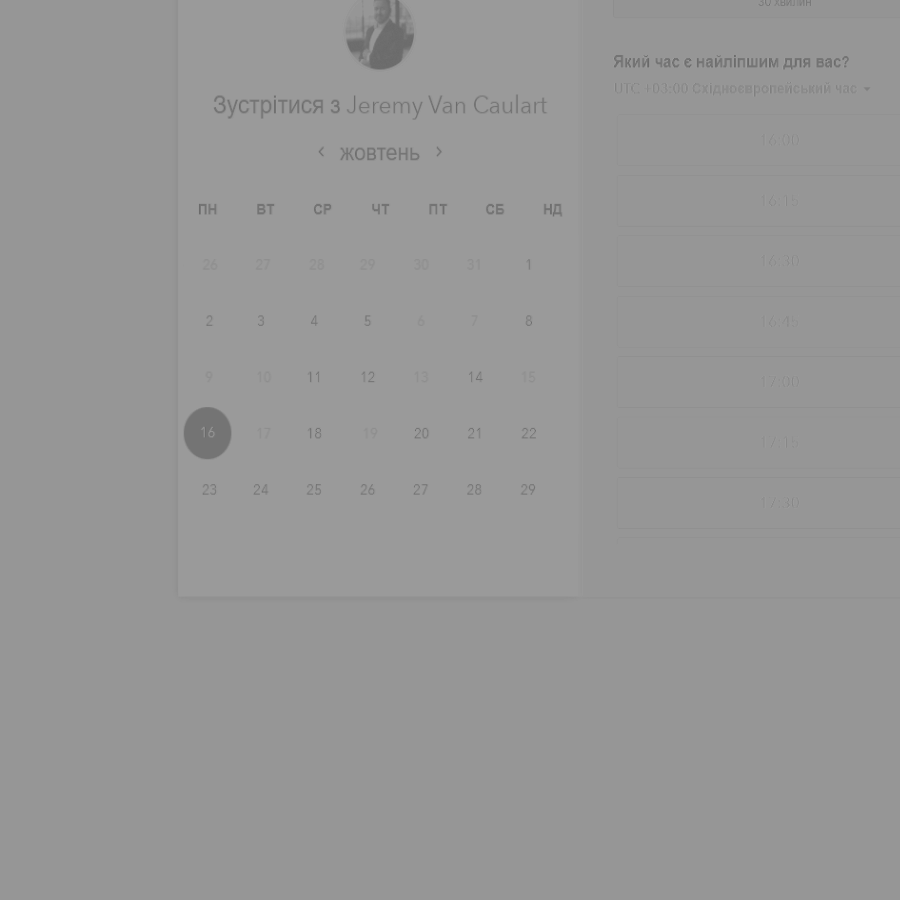 Зустрітися з Jeremy Van Caulart
жовтень
ПН ВТ СР ЧТ ПТ СБ НД
26 27 28 29 30 31 1
2 3 4 5 6 7 8
9 10 11 12 13 14 15
16 17 18 19 20 21 22
23 24 25 26 27 28 29
30 хвилин
Який час є найліпшим для вас?
UTC +03:00 Східноєвропейський час
16:00
16:15
16:30
16:45
17:00
17:15
17:30